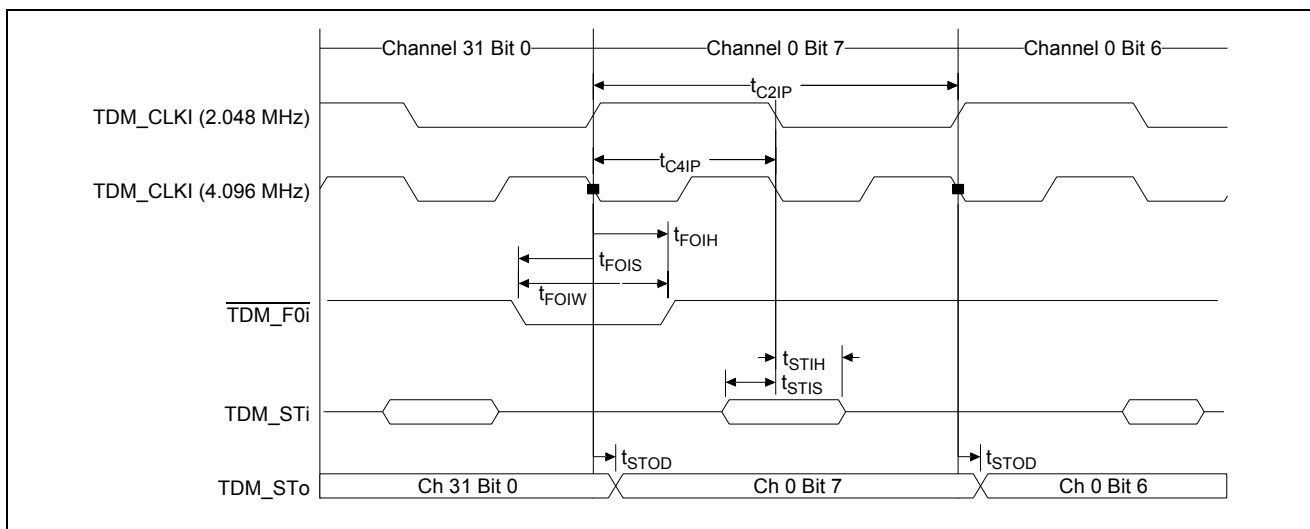 Channel 31 Bit 0 Channel 0 Bit 7 Channel 0 Bit 6
tC2IP
TDM_CLKI (2.048 MHz)
tC4IP
TDM_CLKI (4.096 MHz)
tFOIH
tFOIS
tFOIW
TDM_F0i
tSTIH
tSTIS
TDM_STi
tSTOD tSTOD
TDM_STo Ch 31 Bit 0 Ch 0 Bit 7 Ch 0 Bit 6